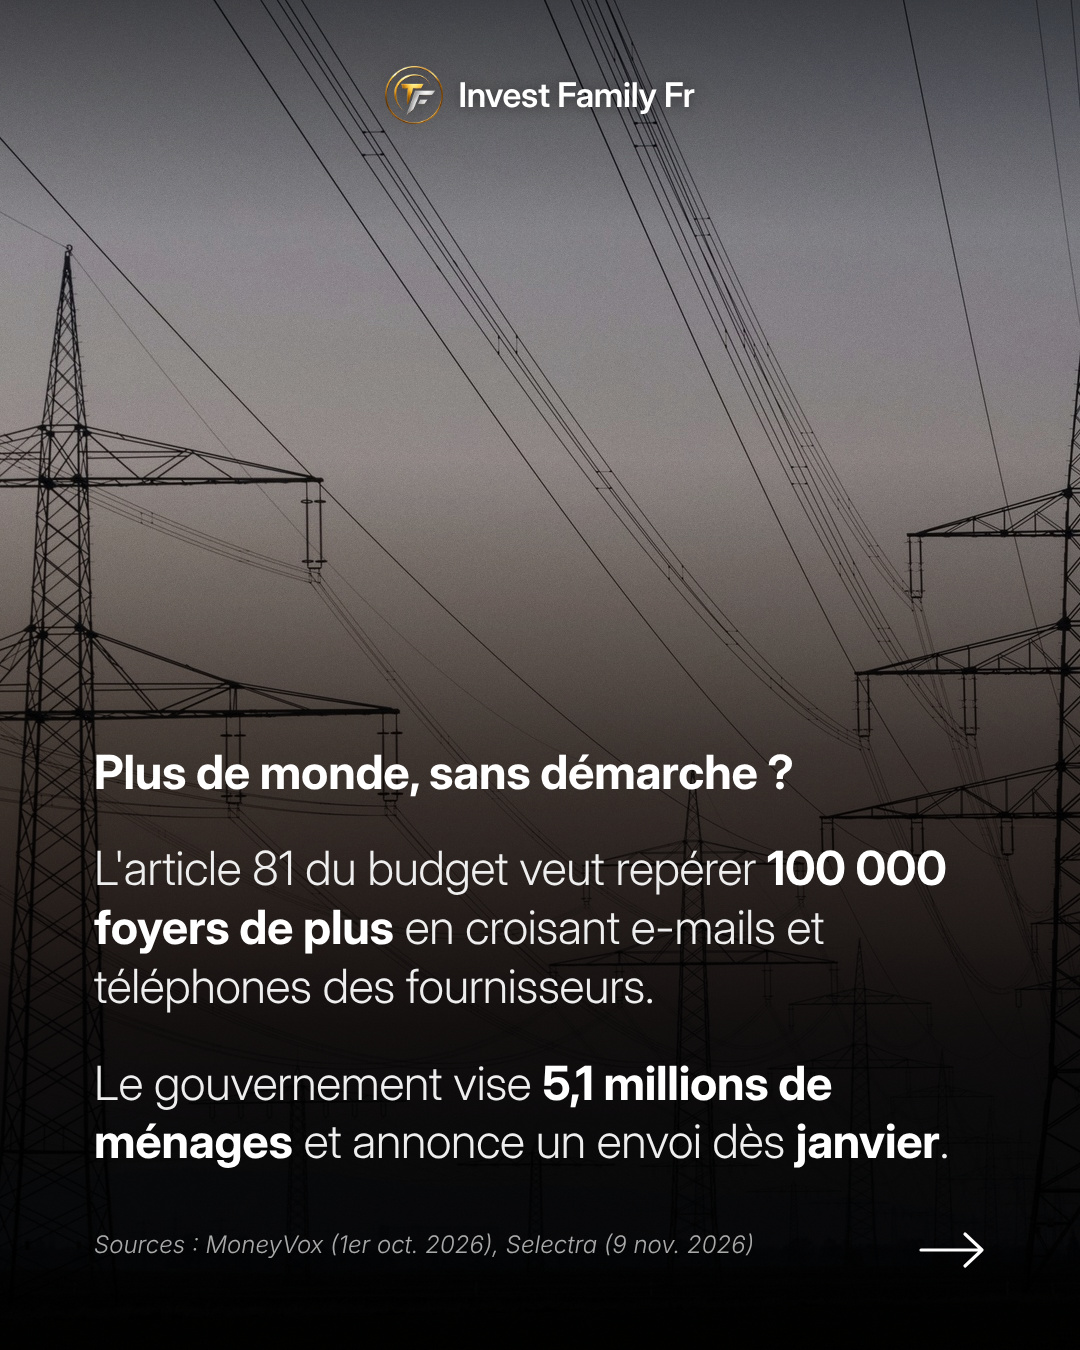 TF Invest Family Fr
Plus de monde, sans démarche ?
L'article 81 du budget veut repérer 100 000
foyers de plus en croisant e-mails et
téléphones des fournisseurs.
Le gouvernement vise 5,1 millions de
ménages et annonce un envoi dès janvier.
Sources : MoneyVox (1er oct. 2026), Selectra (9 nov. 2026)